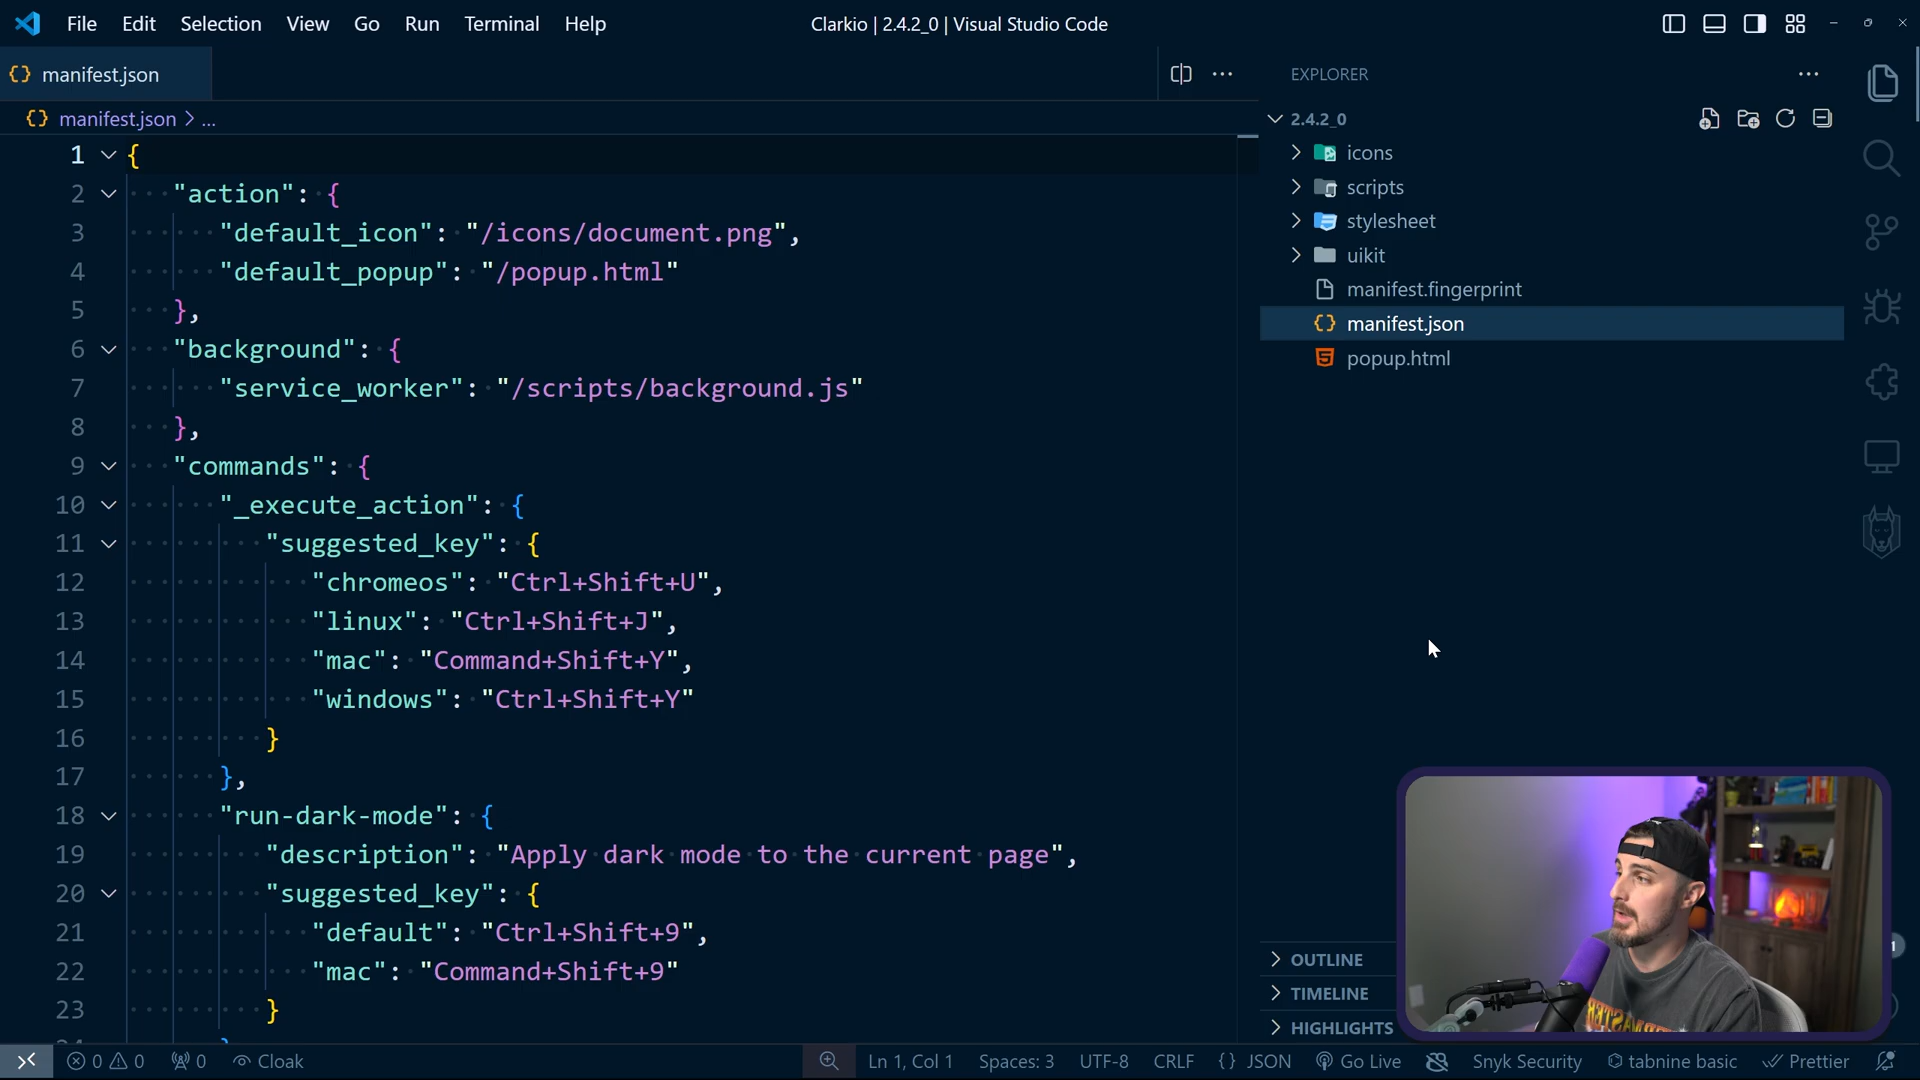 File Edit Selection View Go Run Terminal Help
Clarkio | 2.4.2_0 | Visual Studio Code
manifest.json
manifest.json > ...
1 {
2 "action": {
3 "default_icon": "/icons/document.png",
4 "default_popup": "/popup.html"
5 },
6 "background": {
7 "service_worker": "/scripts/background.js"
8 },
9 "commands": {
10 "_execute_action": {
11 "suggested_key": {
12 "chromeos": "Ctrl+Shift+U",
13 "linux": "Ctrl+Shift+J",
14 "mac": "Command+Shift+Y",
15 "windows": "Ctrl+Shift+Y"
16 }
17 },
18 "run-dark-mode": {
19 "description": "Apply dark mode to the current page",
20 "suggested_key": {
21 "default": "Ctrl+Shift+9",
22 "mac": "Command+Shift+9"
23 }
EXPLORER
2.4.2_0
icons
scripts
stylesheet
uikit
manifest.fingerprint
manifest.json
popup.html
OUTLINE
TIMELINE
HIGHLIGHTS
1
0 0 0 Cloak
Ln 1, Col 1 Spaces: 3 UTF-8 CRLF {} JSON Go Live Snyk Security tabnine basic Prettier